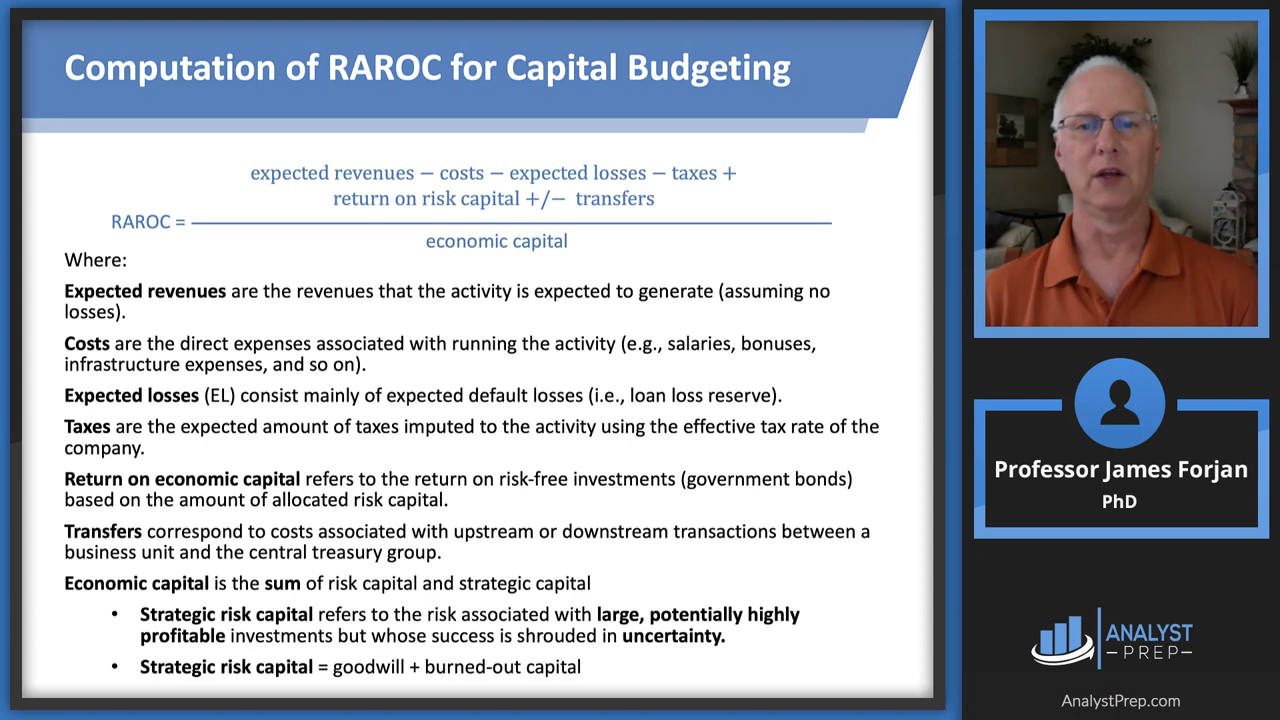 Computation of RAROC for Capital Budgeting
expected revenues − costs − expected losses − taxes +
return on risk capital +/− transfers
RAROC =
economic capital
Where:
Expected revenues are the revenues that the activity is expected to generate (assuming no
losses).
Costs are the direct expenses associated with running the activity (e.g., salaries, bonuses,
infrastructure expenses, and so on).
Expected losses (EL) consist mainly of expected default losses (i.e., loan loss reserve).
Taxes are the expected amount of taxes imputed to the activity using the effective tax rate of the
company.
Return on economic capital refers to the return on risk-free investments (government bonds)
based on the amount of allocated risk capital.
Transfers correspond to costs associated with upstream or downstream transactions between a
business unit and the central treasury group.
Economic capital is the sum of risk capital and strategic capital
• Strategic risk capital refers to the risk associated with large, potentially highly
profitable investments but whose success is shrouded in uncertainty.
• Strategic risk capital = goodwill + burned-out capital
Professor James Forjan
PhD
ANALYST
–PREP–
AnalystPrep.com